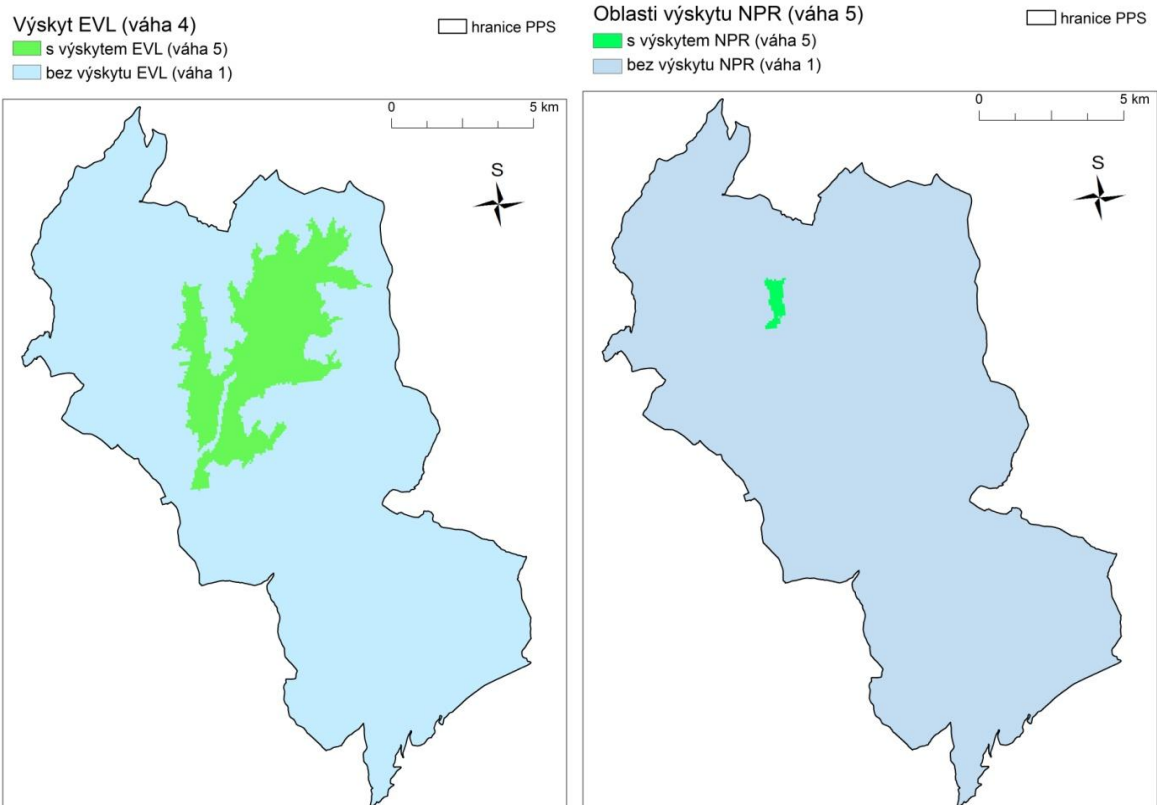 Výskyt EVL (váha 4)
s výskytem EVL (váha 5)
bez výskytu EVL (váha 1)
hranice PPS
0 5 km
S
Oblasti výskytu NPR (váha 5)
s výskytem NPR (váha 5)
bez výskytu NPR (váha 1)
hranice PPS
0 5 km
S